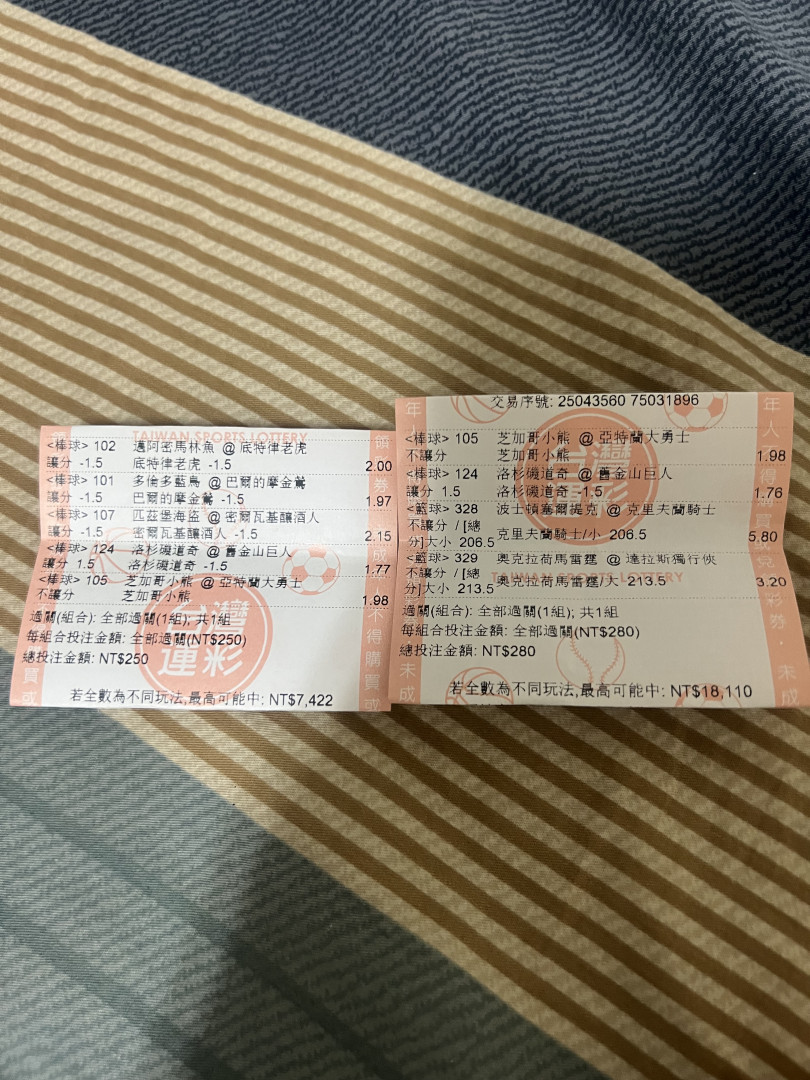 TAIWAN SPORTS LOTTERY
<棒球> 102 邁阿密馬林魚 @ 底特律老虎
讓分 -1.5 底特律老虎 -1.5 2.00
<棒球> 101 多倫多藍鳥 @ 巴爾的摩金鶯
讓分 -1.5 巴爾的摩金鶯 -1.5 1.97
<棒球> 107 匹茲堡海盜 @ 密爾瓦基釀酒人
讓分 -1.5 密爾瓦基釀酒人 -1.5 2.15
<棒球> 124 洛杉磯道奇 @ 舊金山巨人
讓分 1.5 洛杉磯道奇 -1.5 1.77
<棒球> 105 芝加哥小熊 @ 亞特蘭大勇士
不讓分 芝加哥小熊 1.98
過關(組合): 全部過關(1組); 共1組
每組合投注金額: 全部過關(NT$250)
總投注金額: NT$250
若全數為不同玩法,最高可能中: NT$7,422
台灣
運彩
交易序號: 25043560 75031896
<棒球> 105 芝加哥小熊 @ 亞特蘭大勇士
不讓分 芝加哥小熊 1.98
<棒球> 124 洛杉磯道奇 @ 舊金山巨人
讓分 1.5 洛杉磯道奇 -1.5 1.76
<籃球> 328 波士頓塞爾提克 @ 克里夫蘭騎士
不讓分 / [總
分]大小 206.5 克里夫蘭騎士/小 206.5 5.80
<籃球> 329 奧克拉荷馬雷霆 @ 達拉斯獨行俠
不讓分 / [總
分]大小 213.5 奧克拉荷馬雷霆/小 213.5 3.20
TAIWAN SPORTS LOTTERY
過關(組合): 全部過關(1組); 共1組
每組合投注金額: 全部過關(NT$280)
總投注金額: NT$280
若全數為不同玩法,最高可能中: NT$18,110